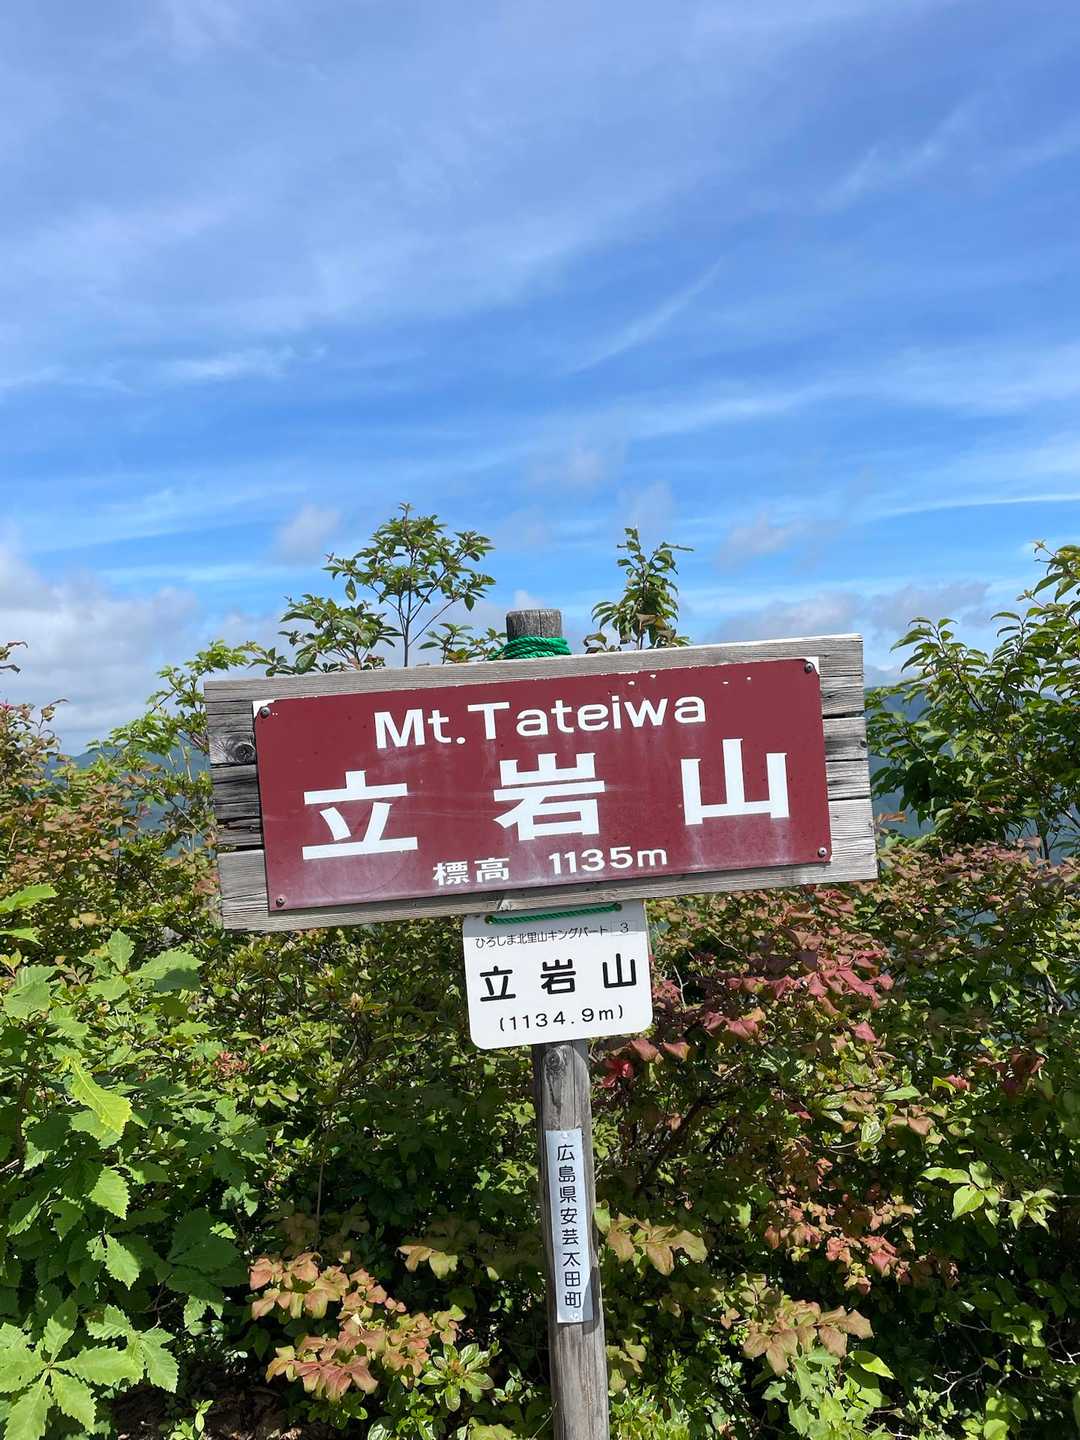 Mt.Tateiwa
立岩山
標高 1135m
ひろしま北里山キングパート 3
立岩山
(1134.9m)
広島県安芸太田町